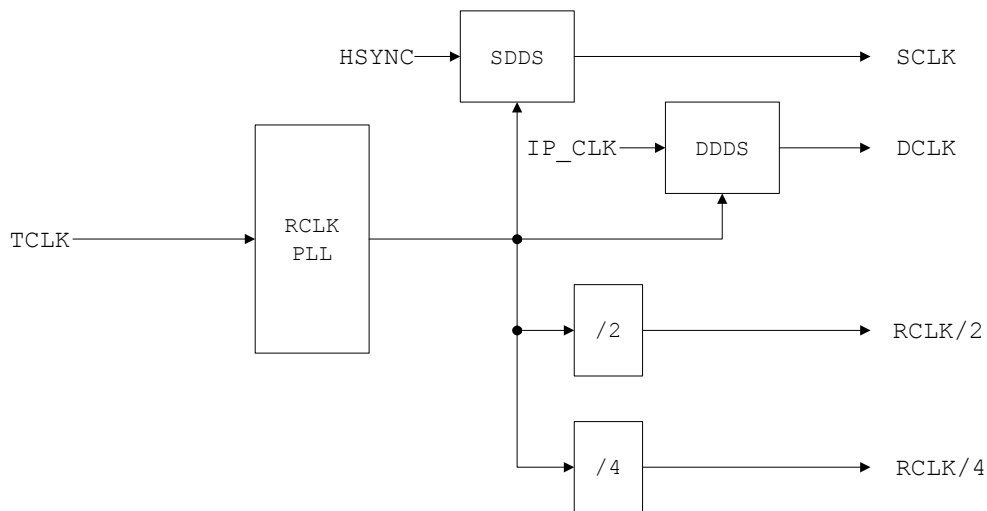 HSYNC
SDDS
SCLK
IP_CLK
DDDS
DCLK
TCLK
RCLK
PLL
/2
RCLK/2
/4
RCLK/4